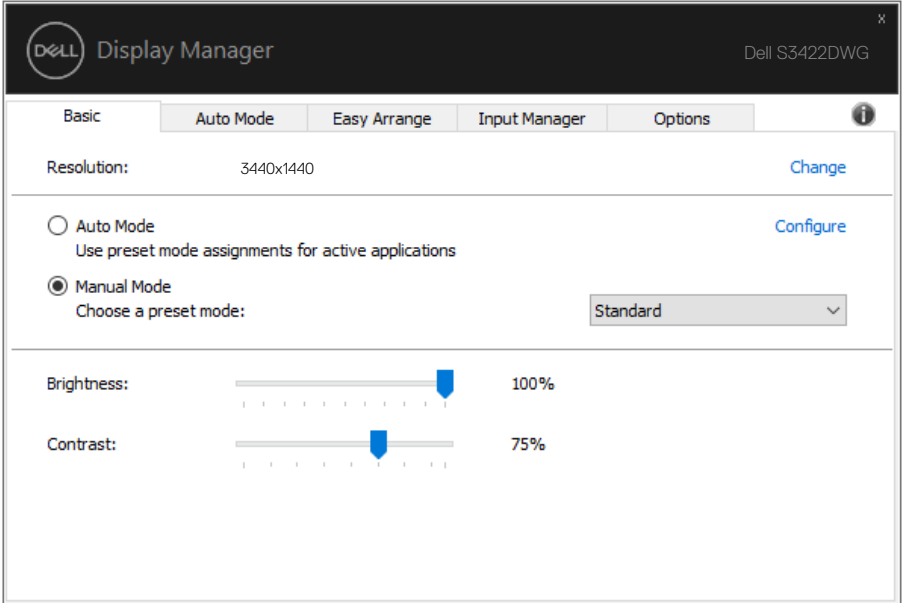 x
DELL Display Manager
Dell S3422DWG
Basic Auto Mode Easy Arrange Input Manager Options i
Resolution: 3440x1440 Change
Auto Mode Configure
Use preset mode assignments for active applications
Manual Mode
Choose a preset mode: Standard
Brightness: 100%
Contrast: 75%